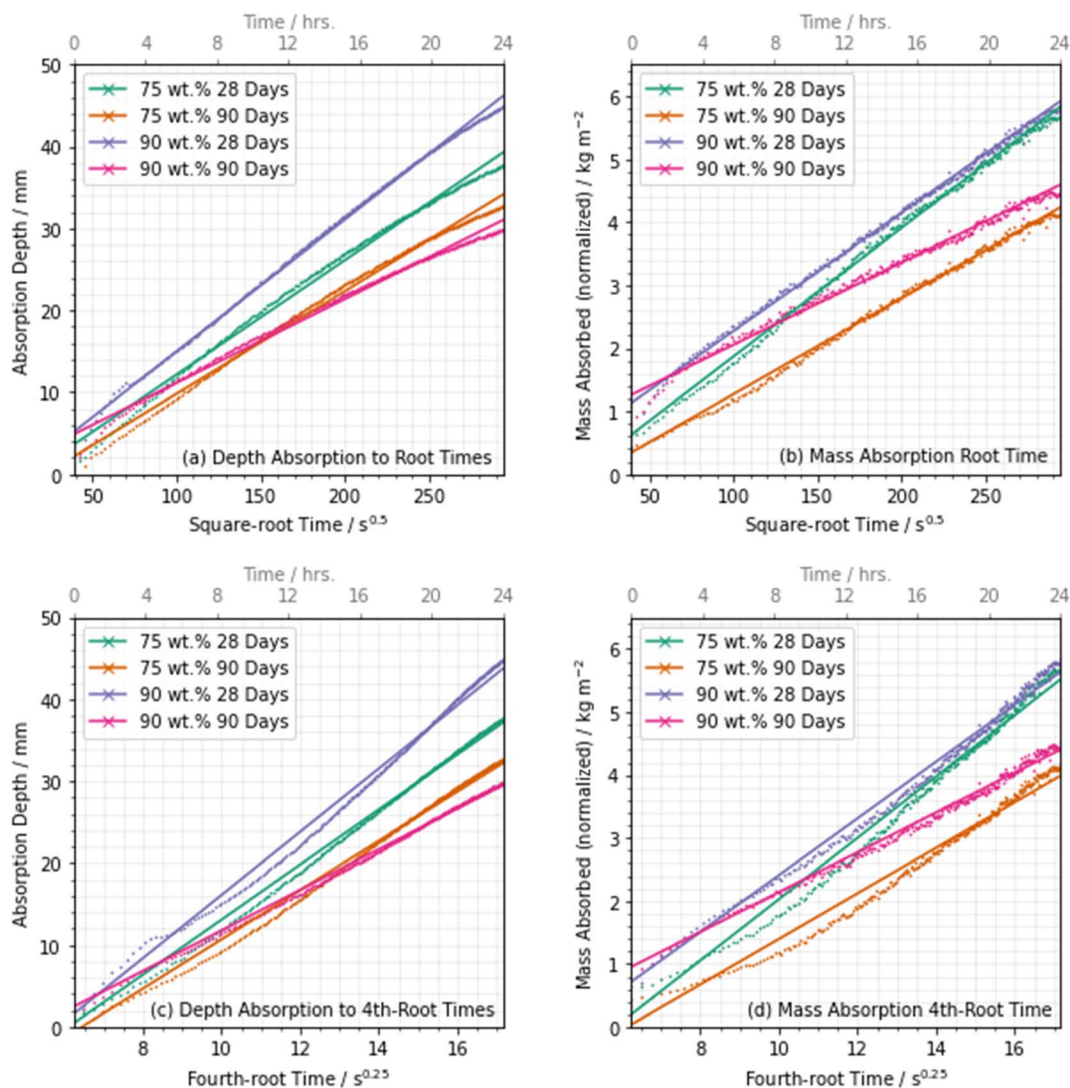 Time / hrs.
0 4 8 12 16 20 24
50
40
30
20
10
0
Absorption Depth / mm
75 wt.% 28 Days
75 wt.% 90 Days
90 wt.% 28 Days
90 wt.% 90 Days
(a) Depth Absorption to Root Times
50 100 150 200 250
Square-root Time / s^0.5
Time / hrs.
0 4 8 12 16 20 24
6
5
4
3
2
1
0
Mass Absorbed (normalized) / kg m⁻²
75 wt.% 28 Days
75 wt.% 90 Days
90 wt.% 28 Days
90 wt.% 90 Days
(b) Mass Absorption Root Time
50 100 150 200 250
Square-root Time / s^0.5
Time / hrs.
0 4 8 12 16 20 24
50
40
30
20
10
0
Absorption Depth / mm
75 wt.% 28 Days
75 wt.% 90 Days
90 wt.% 28 Days
90 wt.% 90 Days
(c) Depth Absorption to 4th-Root Times
8 10 12 14 16
Fourth-root Time / s^0.25
Time / hrs.
0 4 8 12 16 20 24
6
5
4
3
2
1
0
Mass Absorbed (normalized) / kg m⁻²
75 wt.% 28 Days
75 wt.% 90 Days
90 wt.% 28 Days
90 wt.% 90 Days
(d) Mass Absorption 4th-Root Time
8 10 12 14 16
Fourth-root Time / s^0.25